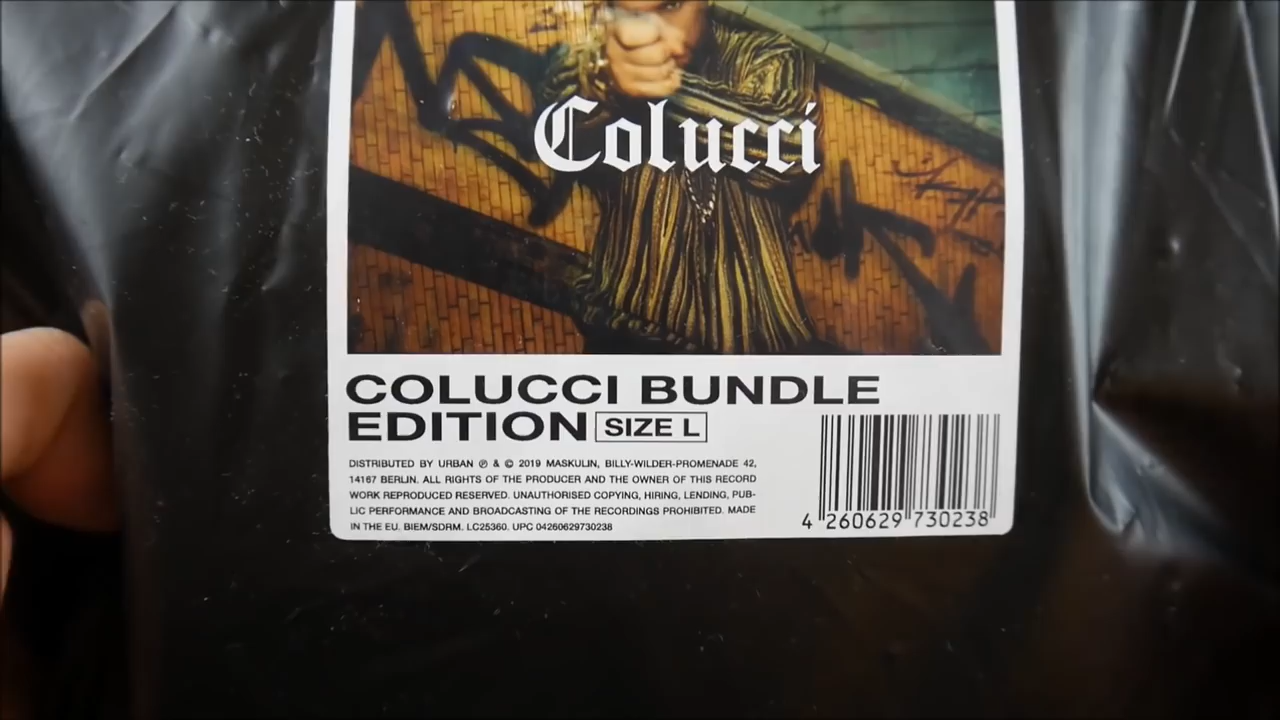 Colucci
COLUCCI BUNDLE
EDITION SIZE L
DISTRIBUTED BY URBAN ℗ & © 2019 MASKULIN, BILLY-WILDER-PROMENADE 42,
14167 BERLIN. ALL RIGHTS OF THE PRODUCER AND THE OWNER OF THIS RECORD
WORK REPRODUCED RESERVED. UNAUTHORISED COPYING, HIRING, LENDING, PUB-
LIC PERFORMANCE AND BROADCASTING OF THE RECORDINGS PROHIBITED. MADE
IN THE EU. BIEM/SDRM. LC25360. UPC 04260629730238
4 260629 730238